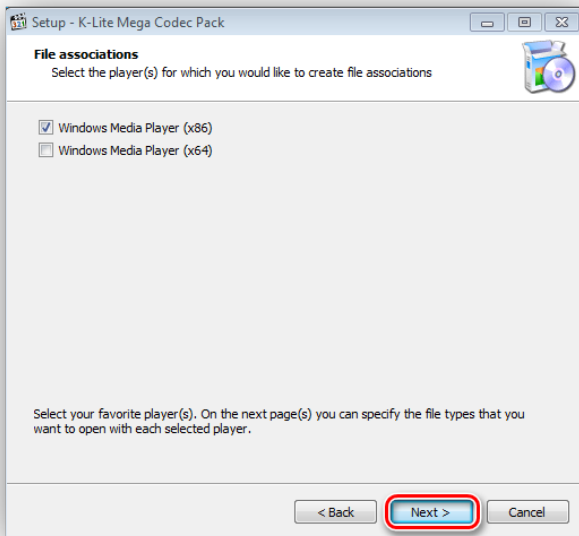 Setup - K-Lite Mega Codec Pack
File associations
Select the player(s) for which you would like to create file associations
Windows Media Player (x86)
Windows Media Player (x64)
Select your favorite player(s). On the next page(s) you can specify the file types that you
want to open with each selected player.
< Back Next > Cancel